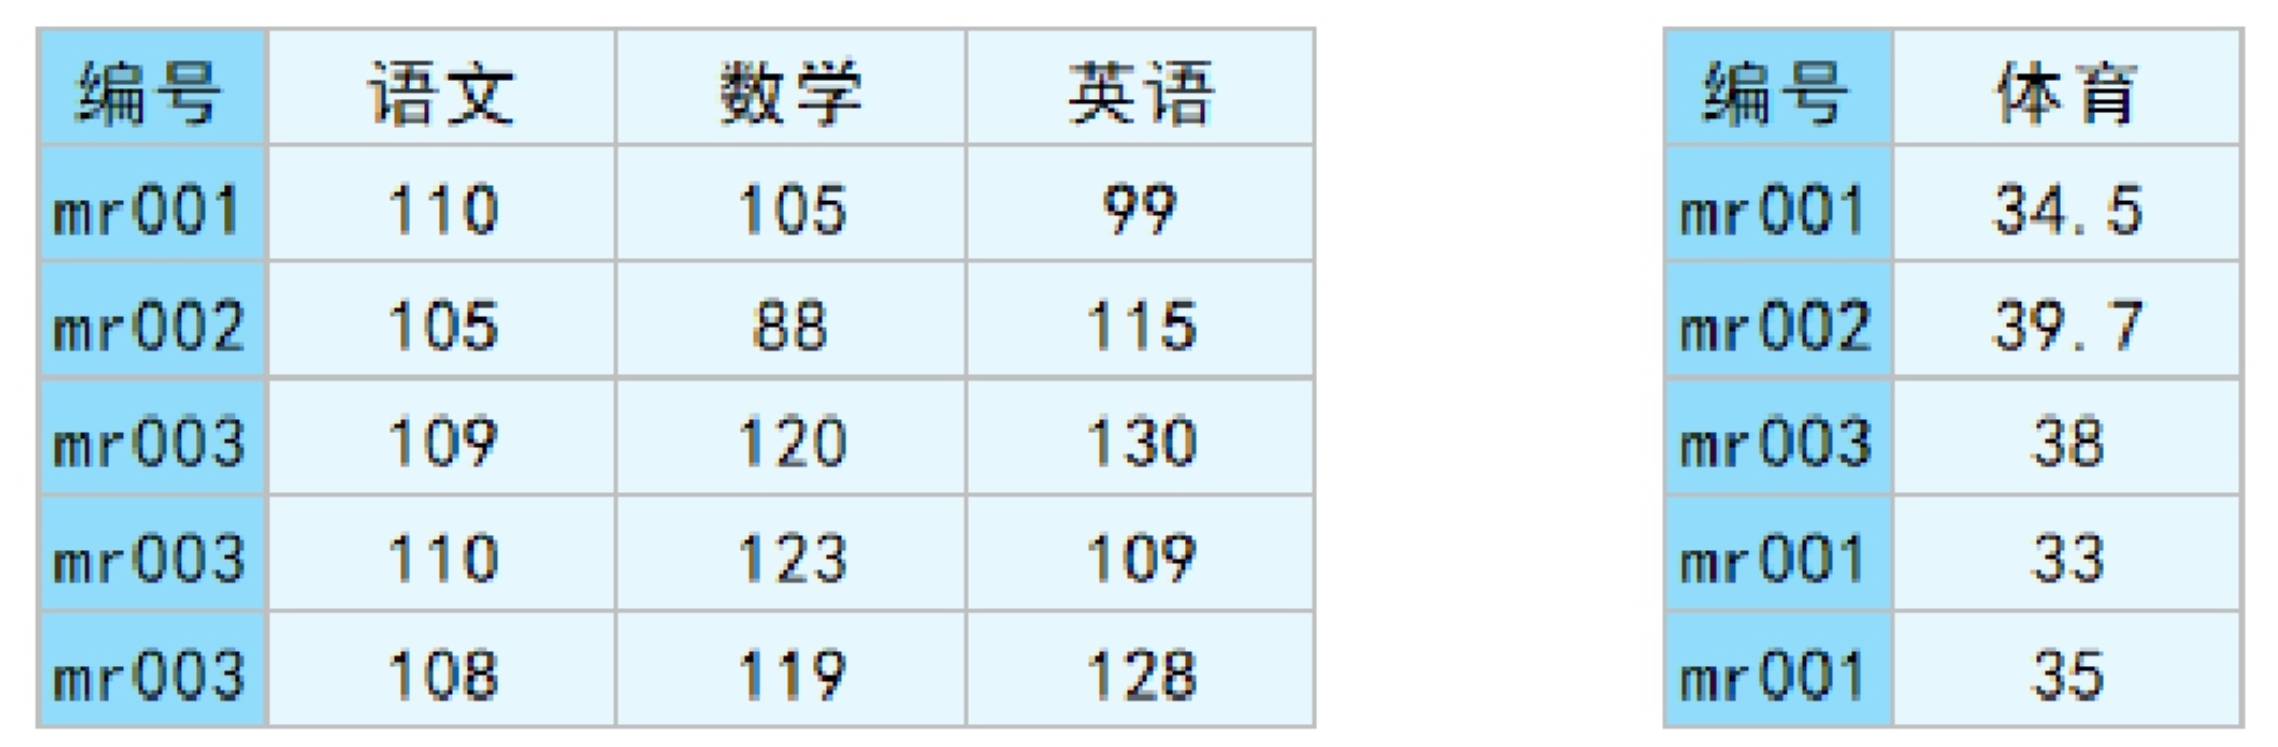 编号 语文 数学 英语 编号 体育
mr001 110 105 99 mr001 34.5
mr002 105 88 115 mr002 39.7
mr003 109 120 130 mr003 38
mr003 110 123 109 mr001 33
mr003 108 119 128 mr001 35